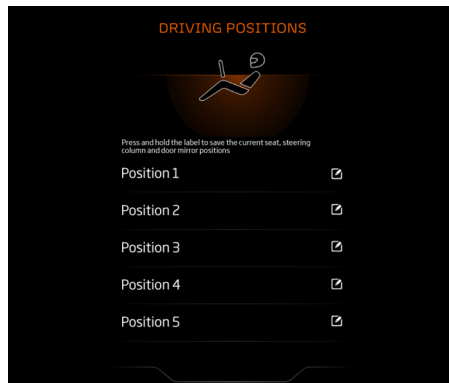 DRIVING POSITIONS
Press and hold the label to save the current seat, steering
column and door mirror positions
Position 1
Position 2
Position 3
Position 4
Position 5